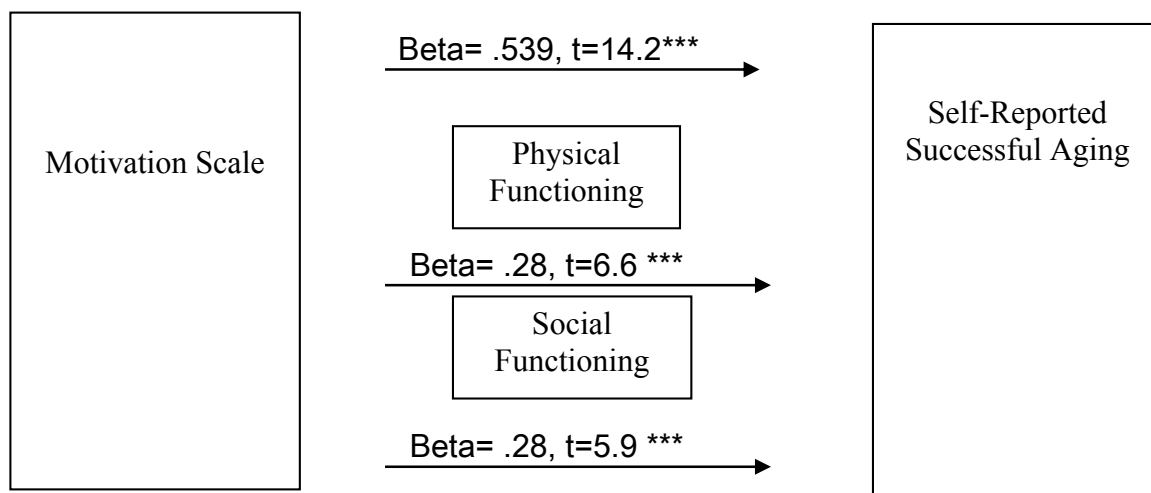 Beta= .539, t=14.2***
Motivation Scale
Physical
Functioning
Self-Reported
Successful Aging
Beta= .28, t=6.6 ***
Social
Functioning
Beta= .28, t=5.9 ***